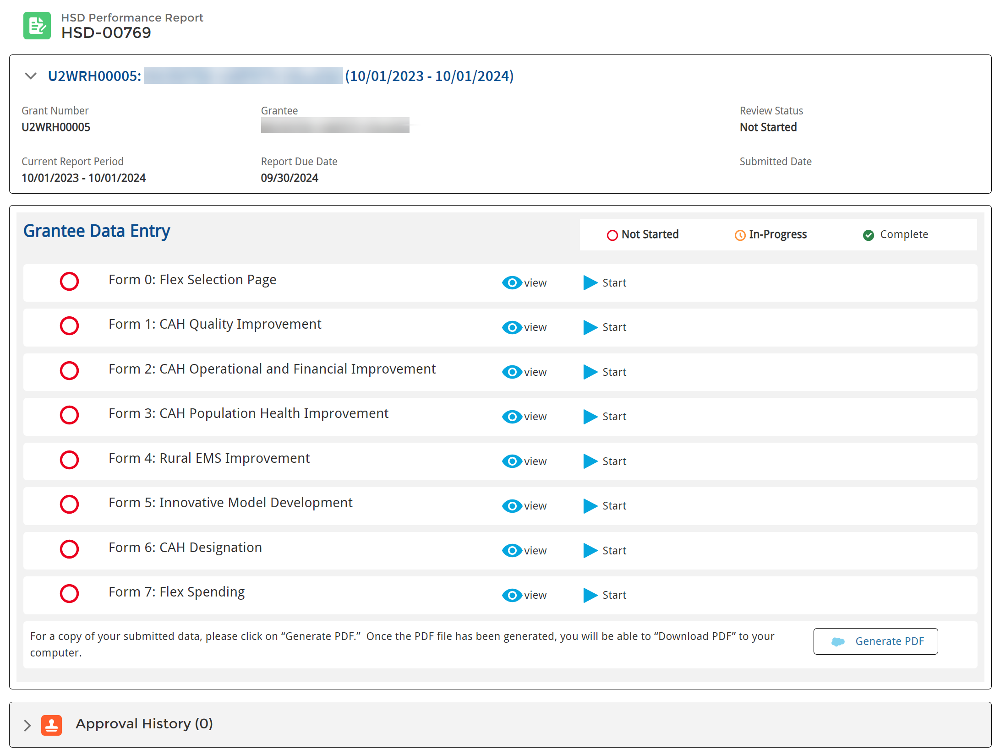 HSD Performance Report
HSD-00769
U2WRH00005: (10/01/2023 - 10/01/2024)
Grant Number
Grantee
Review Status
U2WRH00005
Not Started
Current Report Period
Report Due Date
Submitted Date
10/01/2023 - 10/01/2024
09/30/2024
Grantee Data Entry
Not Started
In-Progress
Complete
Form 0: Flex Selection Page view Start
Form 1: CAH Quality Improvement view Start
Form 2: CAH Operational and Financial Improvement view Start
Form 3: CAH Population Health Improvement view Start
Form 4: Rural EMS Improvement view Start
Form 5: Innovative Model Development view Start
Form 6: CAH Designation view Start
Form 7: Flex Spending view Start
For a copy of your submitted data, please click on “Generate PDF.”  Once the PDF file has been generated, you will be able to “Download PDF” to your
computer.
Generate PDF
Approval History (0)